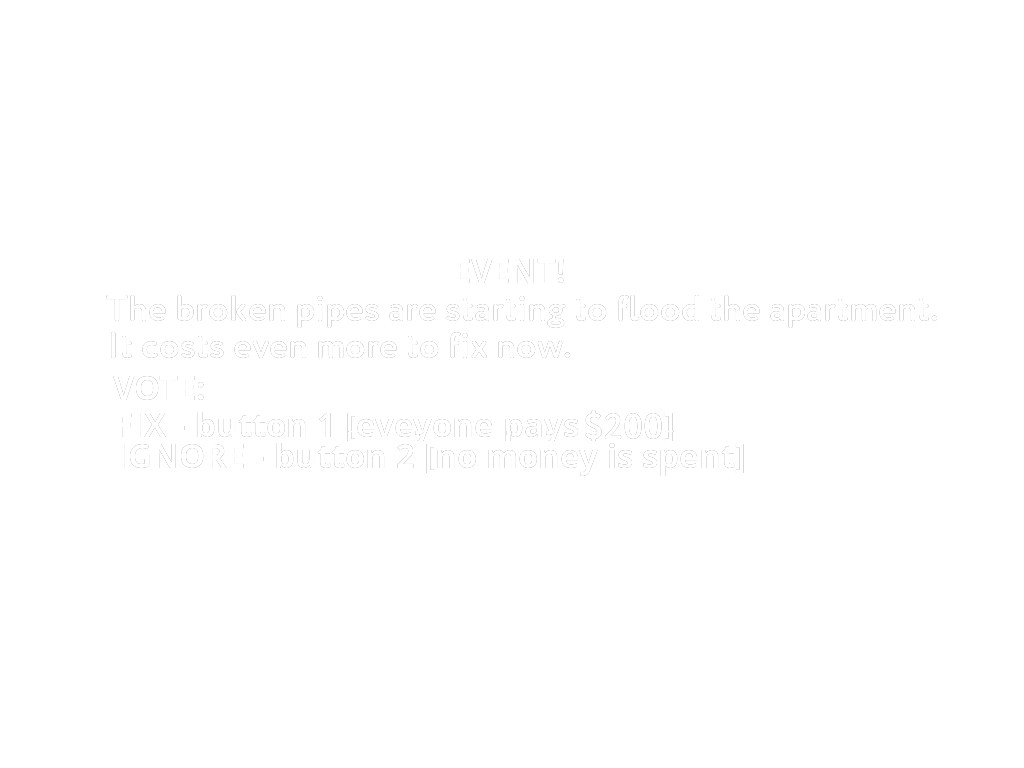 EVENT!
The broken pipes are starting to flood the apartment.
It costs even more to fix now.
VOTE:
FIX - button 1 [eveyone pays $200]
IGNORE - button 2 [no money is spent]